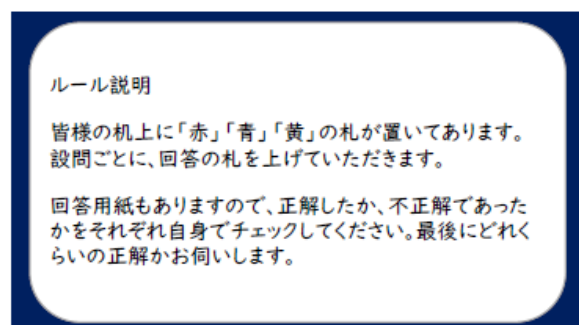 ルール説明
皆様の机上に「赤」「青」「黄」の札が置いてあります。
設問ごとに、回答の札を上げていただきます。
回答用紙もありますので、正解したか、不正解であった
かをそれぞれ自身でチェックしてください。最後にどれく
らいの正解かお伺いします。